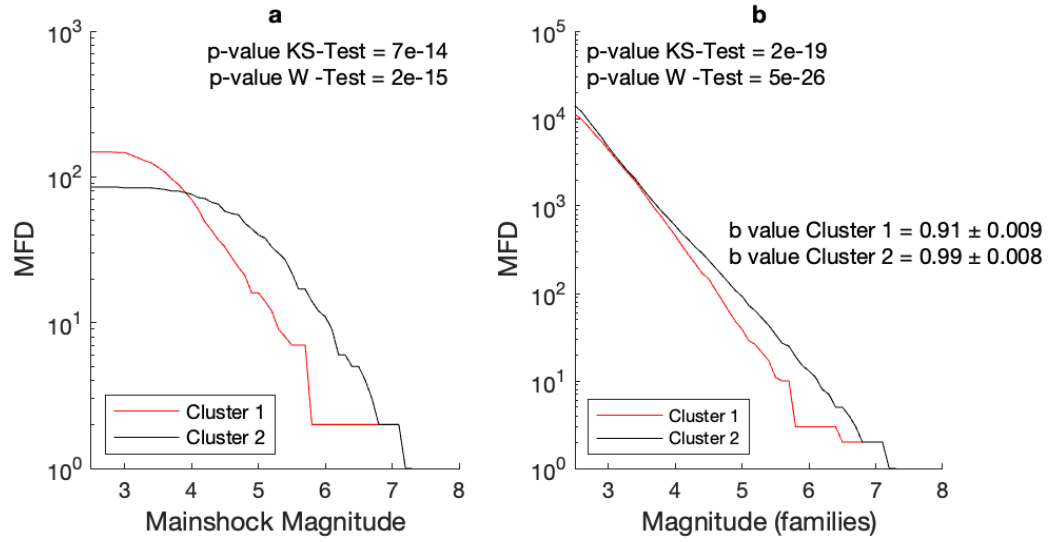 a
p-value KS-Test = 7e-14
p-value W -Test = 2e-15
10^3
10^2
10^1
10^0
MFD
Cluster 1
Cluster 2
3 4 5 6 7 8
Mainshock Magnitude
b
p-value KS-Test = 2e-19
p-value W -Test = 5e-26
10^5
10^4
10^3
10^2
10^1
10^0
MFD
b value Cluster 1 = 0.91 ± 0.009
b value Cluster 2 = 0.99 ± 0.008
Cluster 1
Cluster 2
3 4 5 6 7 8
Magnitude (families)